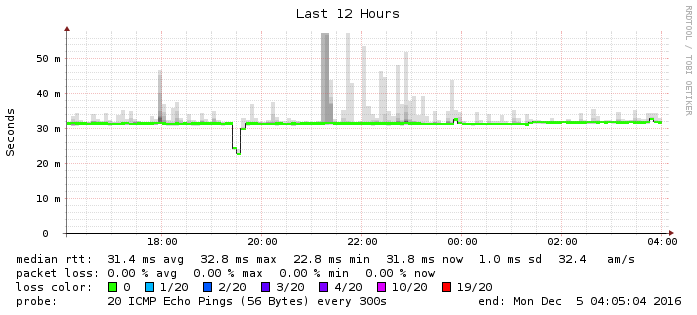 Last 12 Hours
RRDTOOL / TOBI OETIKER
Seconds
50 m
40 m
30 m
20 m
10 m
0
18:00 20:00 22:00 00:00 02:00 04:00
median rtt: 31.4 ms avg 32.8 ms max 22.8 ms min 31.8 ms now 1.0 ms sd 32.4 am/s
packet loss: 0.00 % avg 0.00 % max 0.00 % min 0.00 % now
loss color: 0 1/20 2/20 3/20 4/20 10/20 19/20
probe: 20 ICMP Echo Pings (56 Bytes) every 300s end: Mon Dec 5 04:05:04 2016